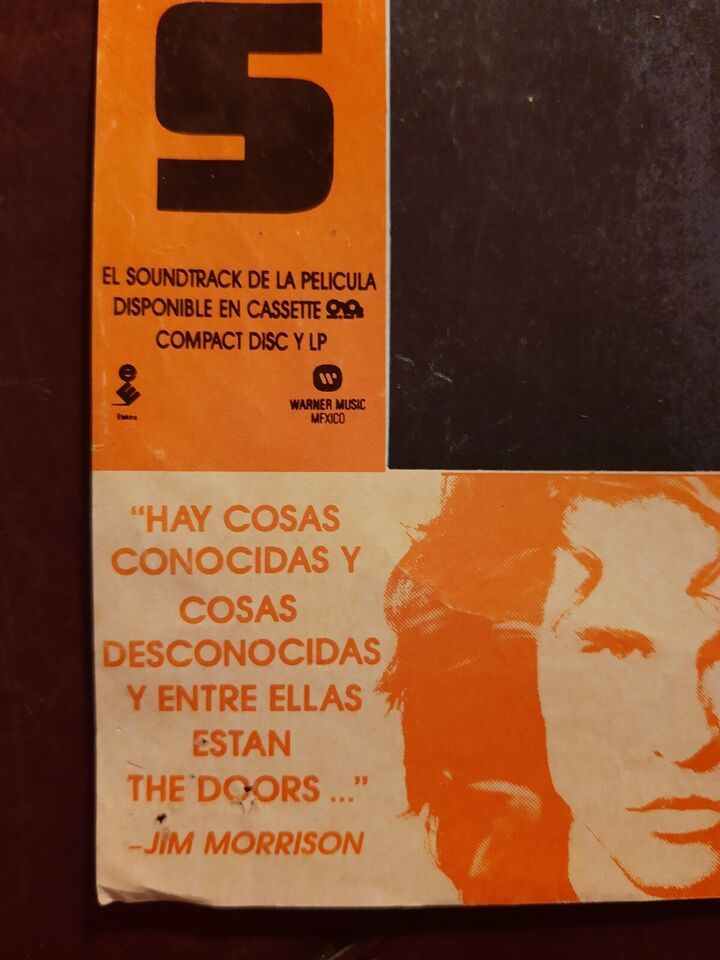 S
EL SOUNDTRACK DE LA PELICULA
DISPONIBLE EN CASSETTE
COMPACT DISC Y LP
Elektra
WARNER MUSIC
MEXICO
“HAY COSAS
CONOCIDAS Y
COSAS
DESCONOCIDAS
Y ENTRE ELLAS
ESTAN
THE DOORS ...”
–JIM MORRISON